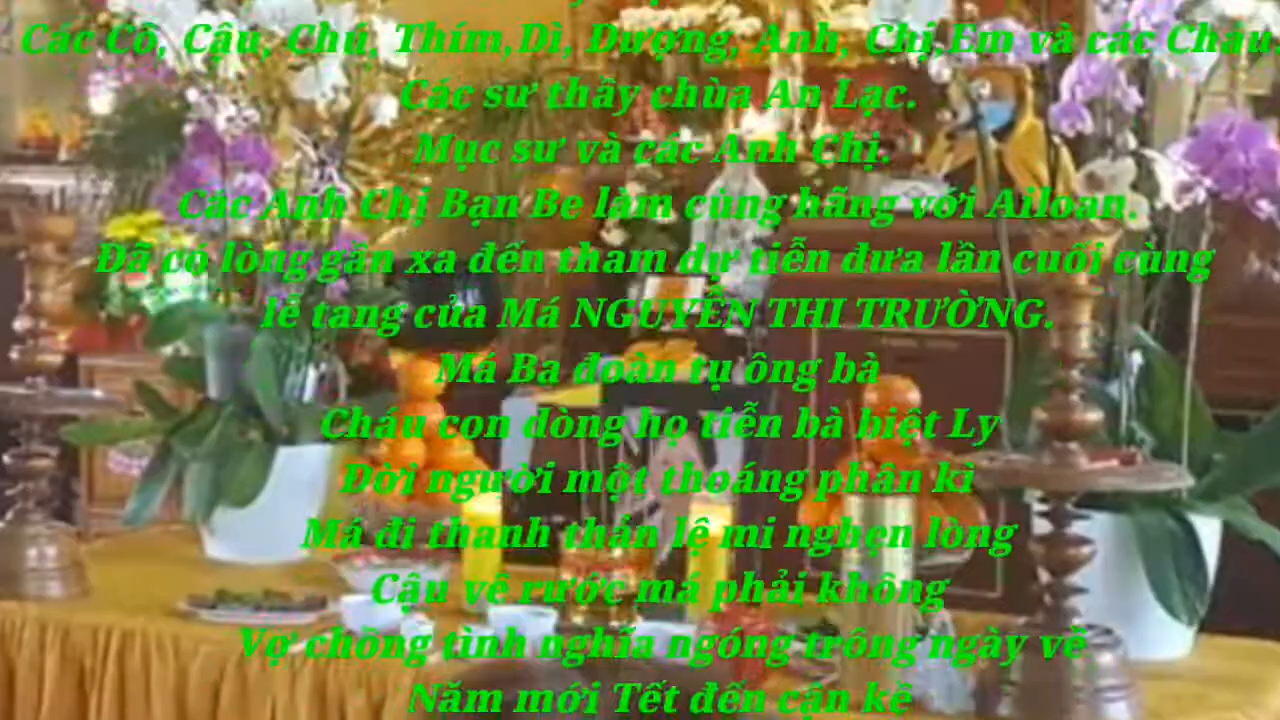 Các Cô, Cậu, Chú, Thím,Dì, Dượng, Anh, Chị,Em và các Cháu.
Các sư thầy chùa An Lạc.
Mục sư và các Anh Chị.
Các Anh Chị Bạn Be làm cùng hãng với Ailoan.
Đã có lòng gần xa đến tham dự tiễn đưa lần cuối cùng
lễ tang của Má NGUYỄN THI TRƯỜNG.
Má Ba đoàn tụ ông bà
Cháu con dòng họ tiễn bà biệt Ly
Đời người một thoáng phân kì
Má đi thanh thản lệ mi nghẹn lòng
Cậu về rước má phải không
Vợ chồng tình nghĩa ngóng trông ngày về
Năm mới Tết đến cận kề